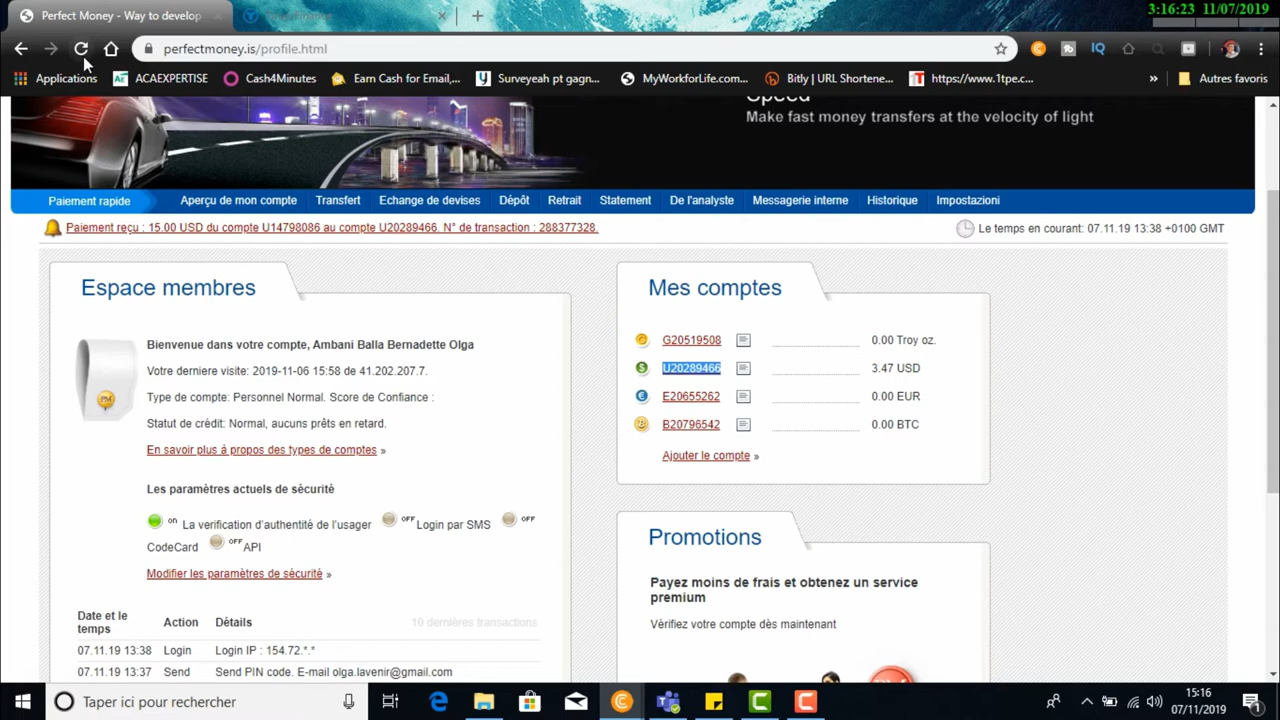 Perfect Money - Way to develop
3:16:23 11/07/2019
perfectmoney.is/profile.html
Applications
ACAEXPERTISE
Cash4Minutes
Earn Cash for Email,...
Surveyeah pt gagn...
MyWorkforLife.com...
Bitly | URL Shortene...
https://www.1tpe.c...
»
Autres favoris
Speed
Make fast money transfers at the velocity of light
Paiement rapide
Aperçu de mon compte
Transfert
Echange de devises
Dépôt
Retrait
Statement
De l'analyste
Messagerie interne
Historique
Impostazioni
Paiement reçu : 15.00 USD du compte U14798086 au compte U20289466. N° de transaction : 288377328.
Le temps en courant: 07.11.19 13:38 +0100 GMT
Espace membres
Bienvenue dans votre compte, Ambani Balla Bernadette Olga
Votre derniere visite: 2019-11-06 15:58 de 41.202.207.7.
Type de compte: Personnel Normal. Score de Confiance :
Statut de crédit: Normal, aucuns prêts en retard.
En savoir plus à propos des types de comptes »
Les paramètres actuels de sécurité
on La verification d'authentité de l'usager OFF Login par SMS OFF
CodeCard OFF API
Modifier les paramètres de sécurité »
Date et le temps
Action
Détails
10 dernières transactions
07.11.19 13:38 Login Login IP : 154.72.*.*
07.11.19 13:37 Send Send PIN code. E-mail olga.lavenir@gmail.com
Mes comptes
G20519508 0.00 Troy oz.
U20289466 3.47 USD
E20655262 0.00 EUR
B20796542 0.00 BTC
Ajouter le compte »
Promotions
Payez moins de frais et obtenez un service
premium
Vérifiez votre compte dès maintenant
Taper ici pour rechercher
15:16
07/11/2019